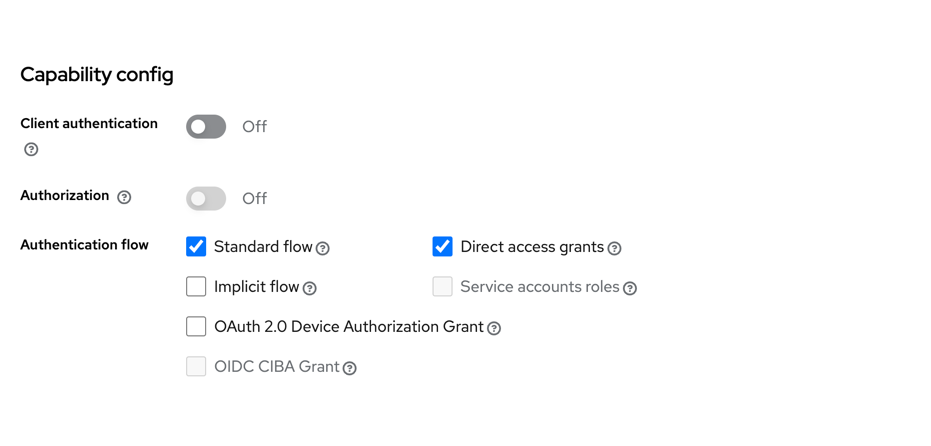 Capability config
Client authentication
Off
Authorization
Off
Authentication flow
Standard flow
Direct access grants
Implicit flow
Service accounts roles
OAuth 2.0 Device Authorization Grant
OIDC CIBA Grant